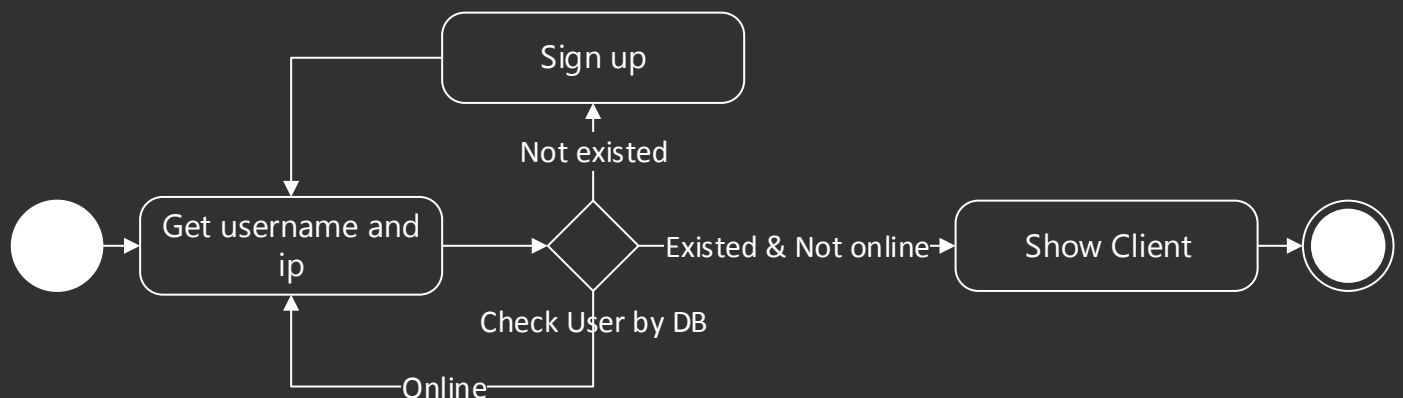 Sign up
Not existed
Get username and
ip
Existed & Not online
Show Client
Check User by DB
Online